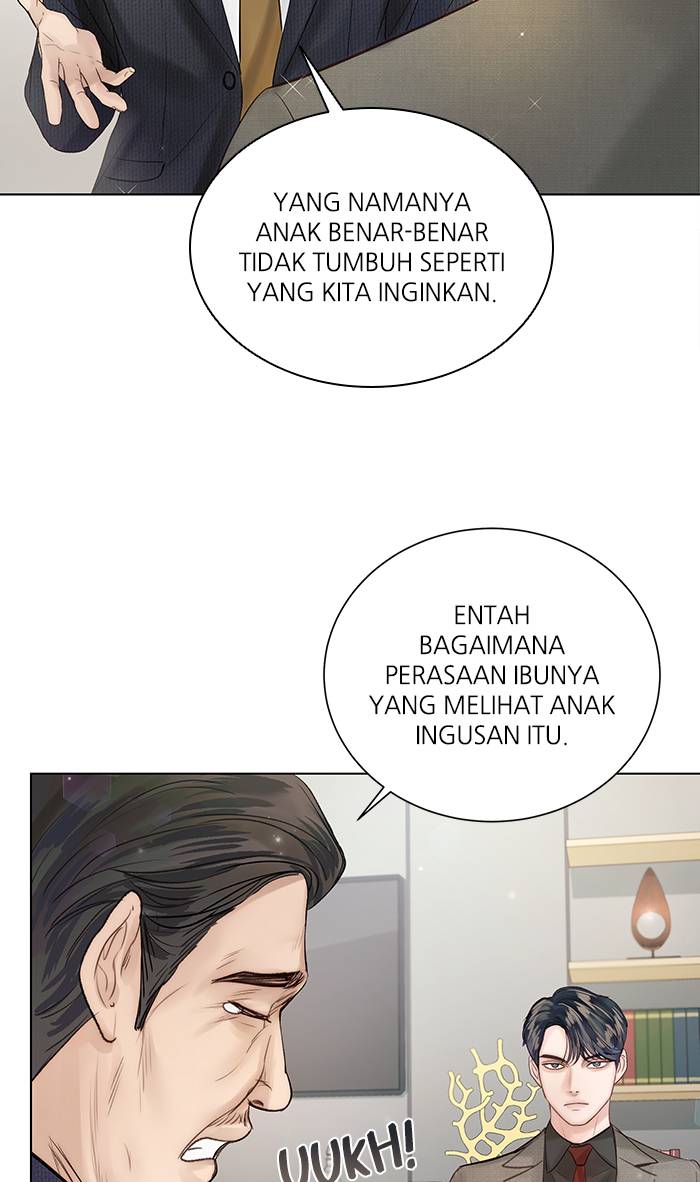 YANG NAMANYA
ANAK BENAR-BENAR
TIDAK TUMBUH SEPERTI
YANG KITA INGINKAN.
ENTAH
BAGAIMANA
PERASAAN IBUNYA
YANG MELIHAT ANAK
INGUSAN ITU.
UUKH!